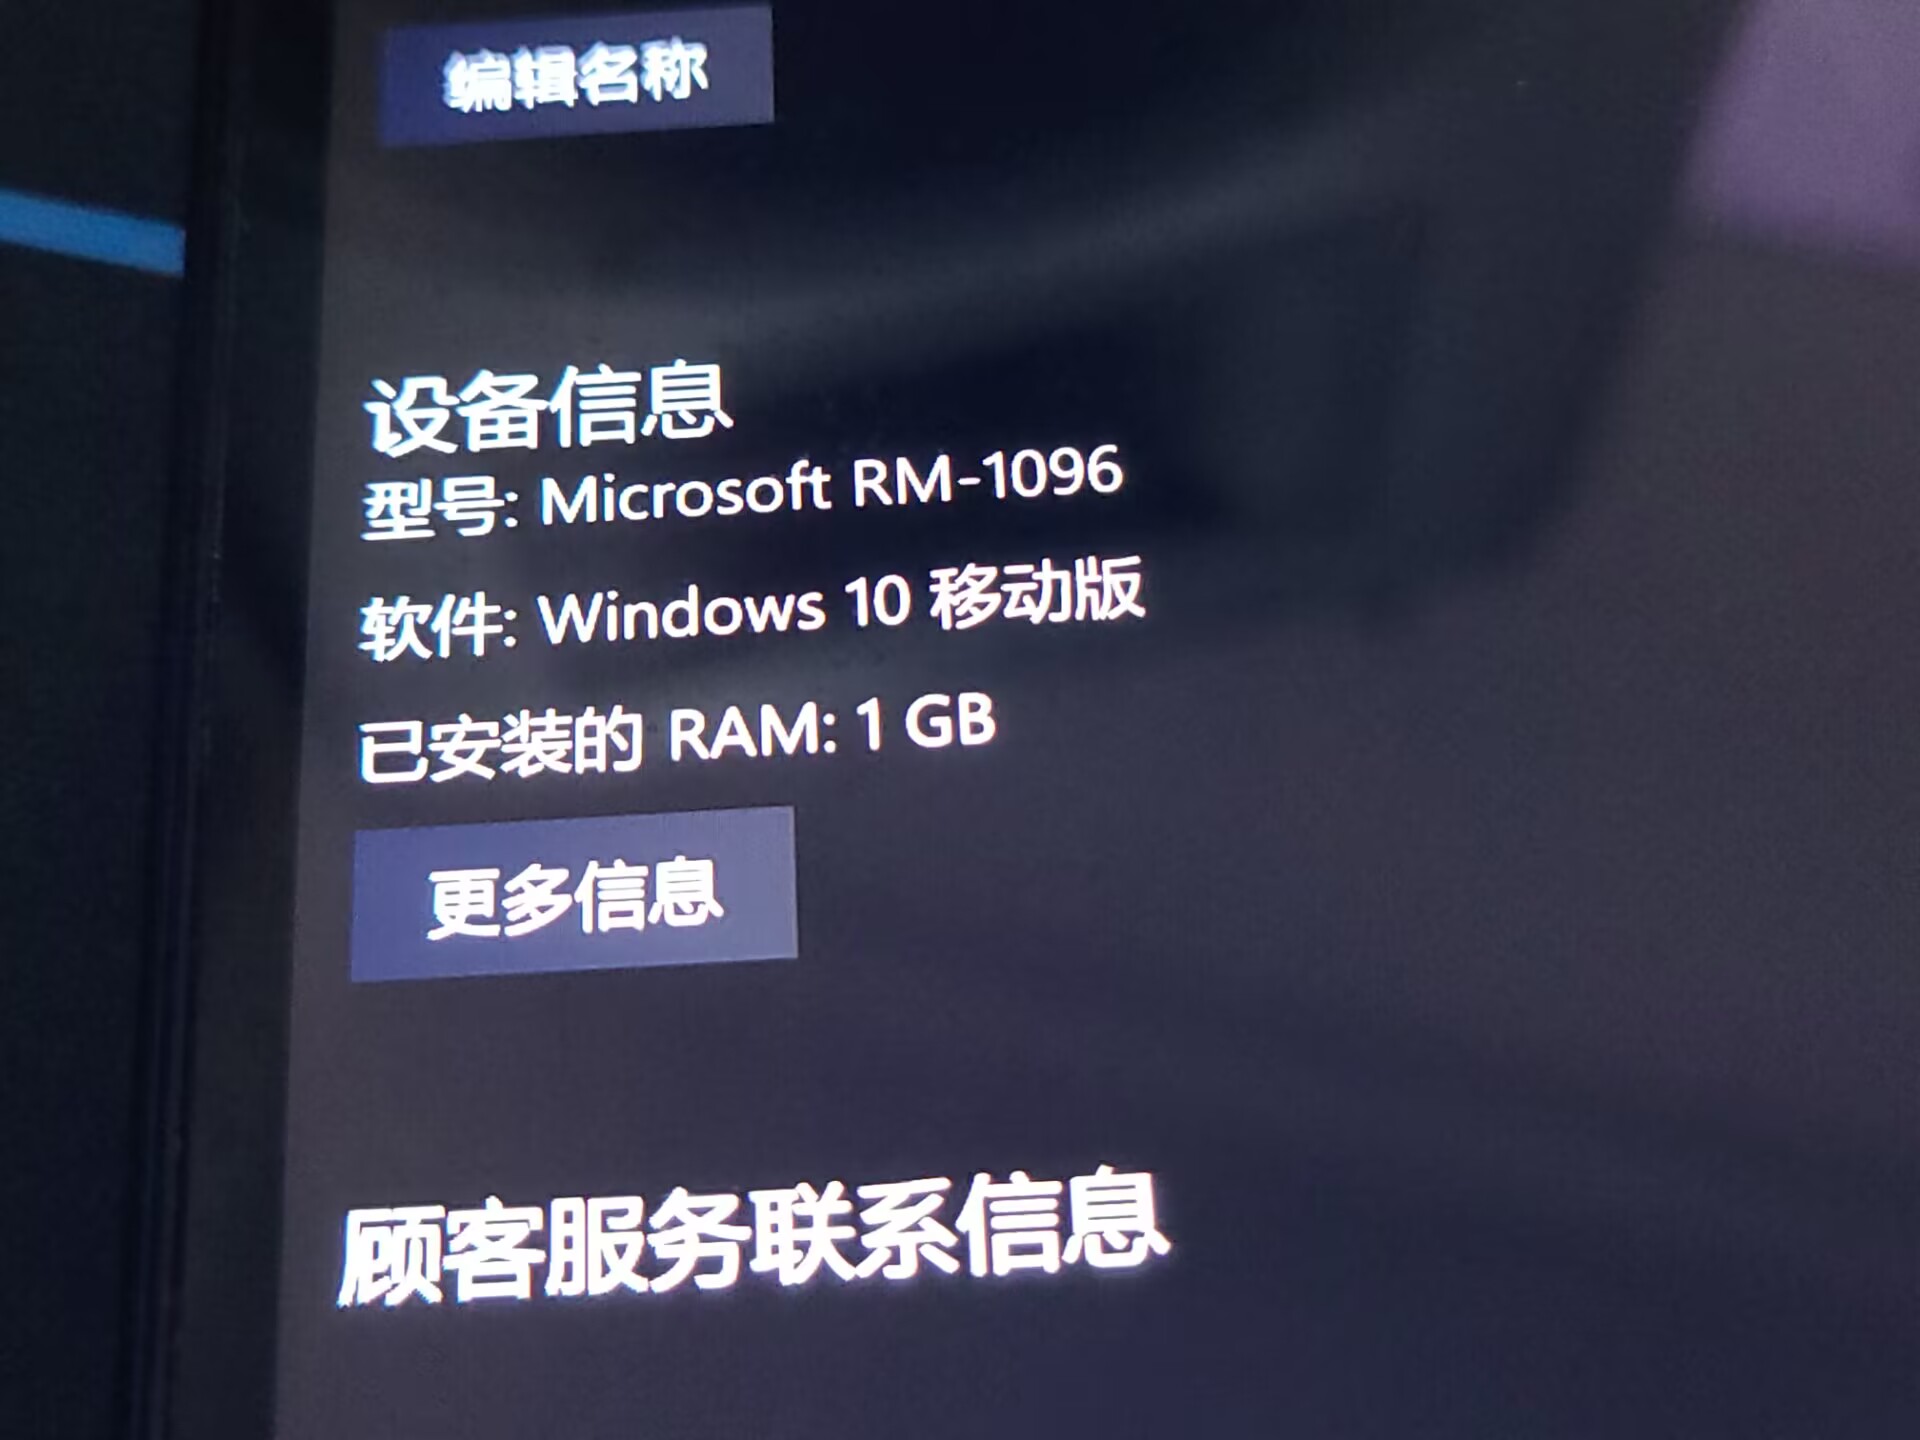 编辑名称
设备信息
型号: Microsoft RM-1096
软件: Windows 10 移动版
已安装的 RAM: 1 GB
更多信息
顾客服务联系信息